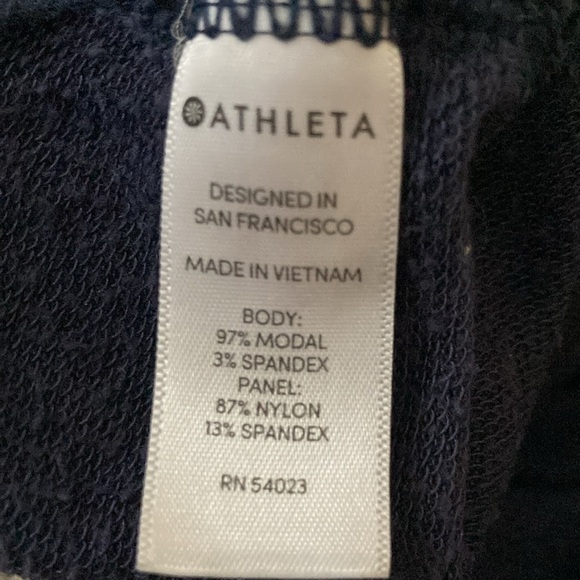 ATHLETA
DESIGNED IN
SAN FRANCISCO
MADE IN VIETNAM
BODY:
97% MODAL
3% SPANDEX
PANEL:
87% NYLON
13% SPANDEX
RN 54023